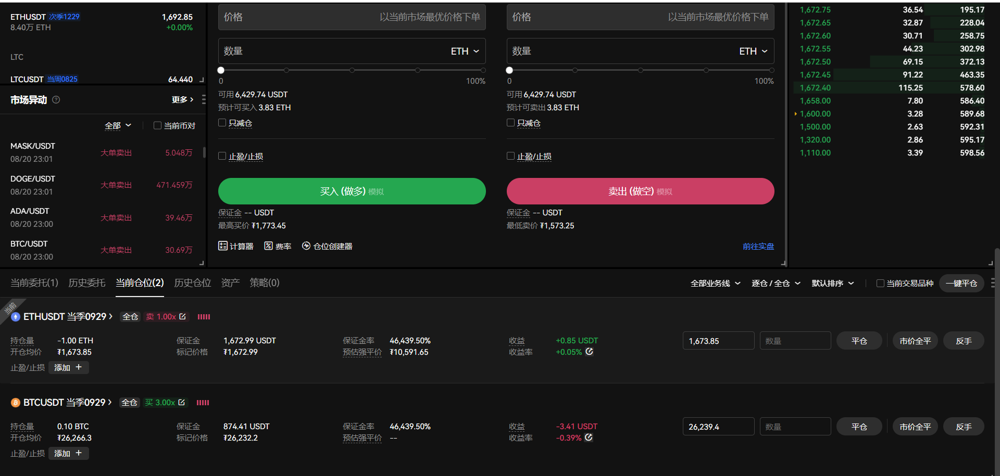 ETHUSDT 次季1229 1,692.85
8.40万 ETH +0.00%
LTC
LTCUSDT 当周0825 64.440
市场异动 更多
全部 当前币对
MASK/USDT 大单卖出 5.048万
08/20 23:01
DOGE/USDT 大单卖出 471.459万
08/20 23:01
ADA/USDT 大单卖出 39.46万
08/20 23:00
BTC/USDT 大单卖出 30.69万
08/20 23:00
价格 以当前市场最优价格下单
数量 ETH
0 100%
可用 6,429.74 USDT
预计可买入 3.83 ETH
只减仓
止盈/止损
买入 (做多) 模拟
保证金 -- USDT
最高买价 ₮1,773.45
计算器 费率 仓位创建器
价格 以当前市场最优价格下单
数量 ETH
0 100%
可用 6,429.74 USDT
预计可卖出 3.83 ETH
只减仓
止盈/止损
卖出 (做空) 模拟
保证金 -- USDT
最低卖价 ₮1,573.25
前往实盘
1,672.75 36.54 195.17
1,672.65 32.87 228.04
1,672.60 30.71 258.75
1,672.55 44.23 302.98
1,672.50 69.15 372.13
1,672.45 91.22 463.35
1,672.40 115.25 578.60
1,658.00 7.80 586.40
1,600.00 3.28 589.68
1,500.00 2.63 592.31
1,320.00 2.86 595.17
1,110.00 3.39 598.56
当前委托(1) 历史委托 当前仓位(2) 历史仓位 资产 策略(0) 全部业务线 逐仓 / 全仓 默认排序 当前交易品种 一键平仓
当前
ETHUSDT 当季0929 全仓 卖 1.00x
持仓量 -1.00 ETH 保证金 1,672.99 USDT 保证金率 46,439.50% 收益 +0.85 USDT 1,673.85 数量 平仓 市价全平 反手
开仓均价 ₮1,673.85 标记价格 ₮1,672.99 预估强平价 ₮10,591.65 收益率 +0.05%
止盈/止损 添加 +
BTCUSDT 当季0929 全仓 买 3.00x
持仓量 0.10 BTC 保证金 874.41 USDT 保证金率 46,439.50% 收益 -3.41 USDT 26,239.4 数量 平仓 市价全平 反手
开仓均价 ₮26,266.3 标记价格 ₮26,232.2 预估强平价 -- 收益率 -0.39%
止盈/止损 添加 +